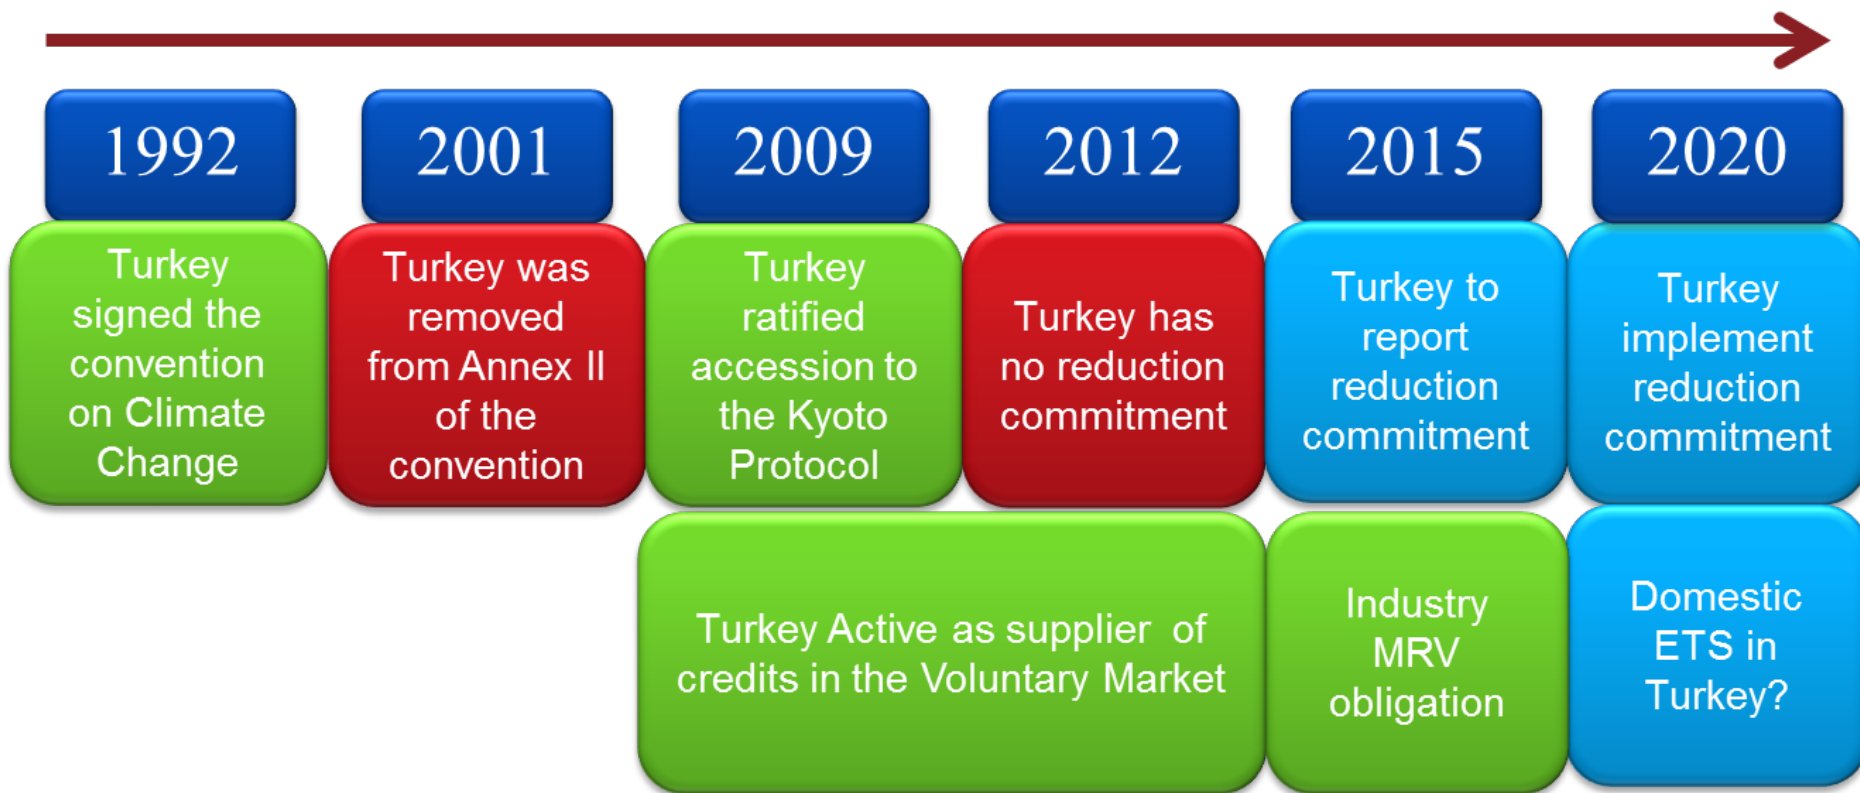 1992
2001
2009
2012
2015
2020
Turkey
signed the
convention
on Climate
Change
Turkey was
removed
from Annex II
of the
convention
Turkey
ratified
accession to
the Kyoto
Protocol
Turkey has
no reduction
commitment
Turkey to
report
reduction
commitment
Turkey
implement
reduction
commitment
Turkey Active as supplier of
credits in the Voluntary Market
Industry
MRV
obligation
Domestic
ETS in
Turkey?